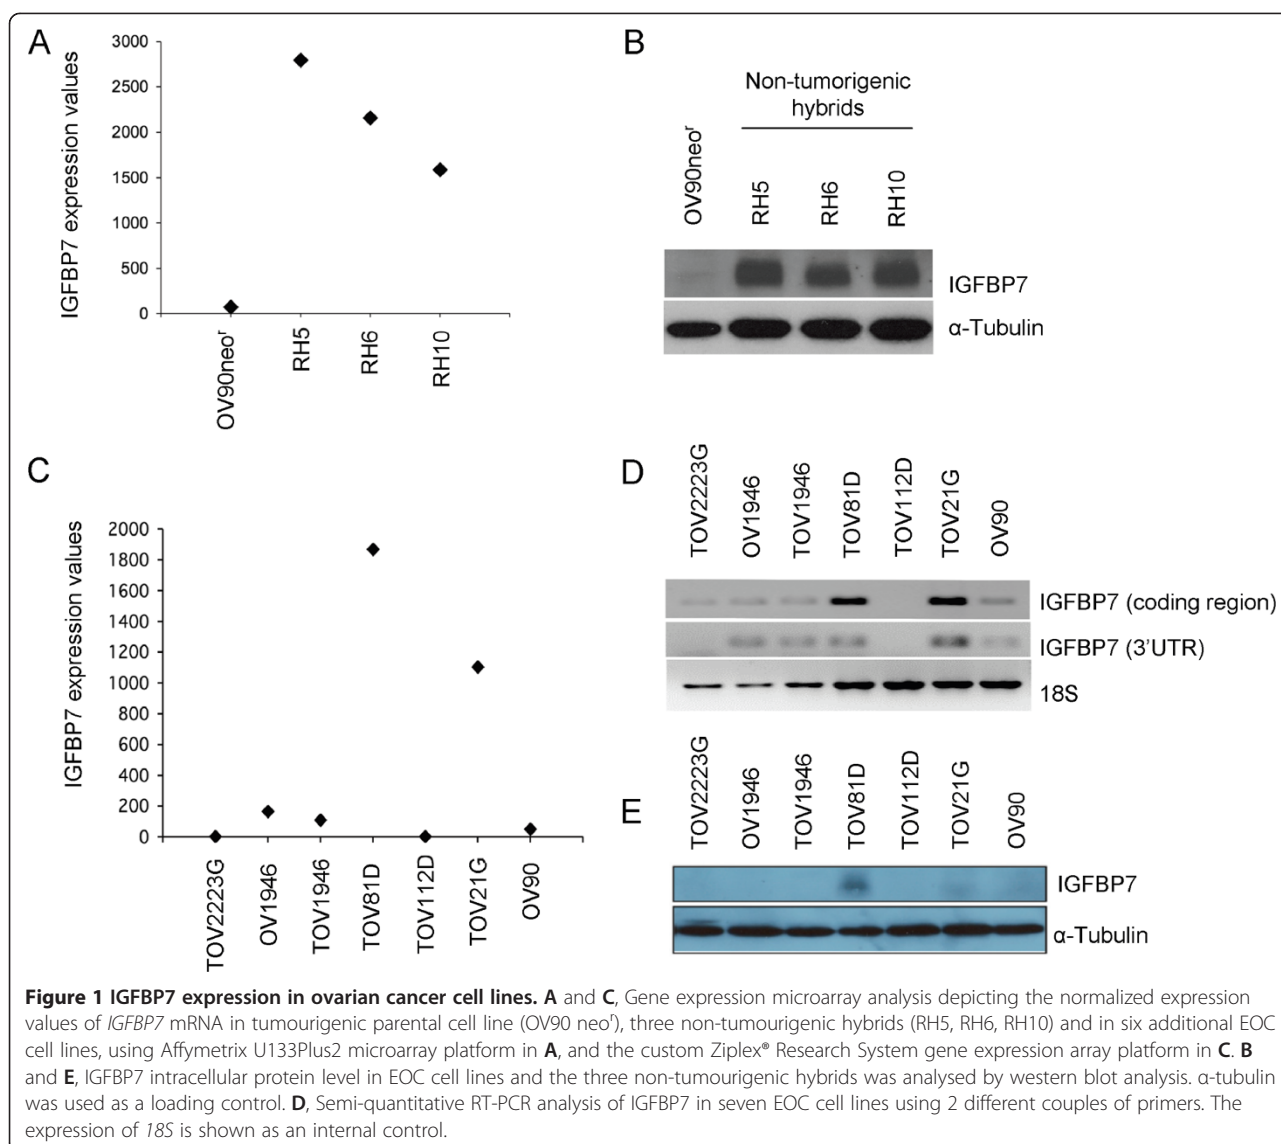 A
IGFBP7 expression values
3000
2500
2000
1500
1000
500
0
OV90neoʳ
RH5
RH6
RH10
B
Non-tumorigenic
hybrids
OV90neoʳ
RH5
RH6
RH10
IGFBP7
α-Tubulin
C
IGFBP7 expression values
2000
1800
1600
1400
1200
1000
800
600
400
200
0
TOV2223G
OV1946
TOV1946
TOV81D
TOV112D
TOV21G
OV90
D
TOV2223G
OV1946
TOV1946
TOV81D
TOV112D
TOV21G
OV90
IGFBP7 (coding region)
IGFBP7 (3'UTR)
18S
E
TOV2223G
OV1946
TOV1946
TOV81D
TOV112D
TOV21G
OV90
IGFBP7
α-Tubulin
Figure 1 IGFBP7 expression in ovarian cancer cell lines. A and C, Gene expression microarray analysis depicting the normalized expression
values of IGFBP7 mRNA in tumourigenic parental cell line (OV90 neoʳ), three non-tumourigenic hybrids (RH5, RH6, RH10) and in six additional EOC
cell lines, using Affymetrix U133Plus2 microarray platform in A, and the custom Ziplex® Research System gene expression array platform in C. B
and E, IGFBP7 intracellular protein level in EOC cell lines and the three non-tumourigenic hybrids was analysed by western blot analysis. α-tubulin
was used as a loading control. D, Semi-quantitative RT-PCR analysis of IGFBP7 in seven EOC cell lines using 2 different couples of primers. The
expression of 18S is shown as an internal control.